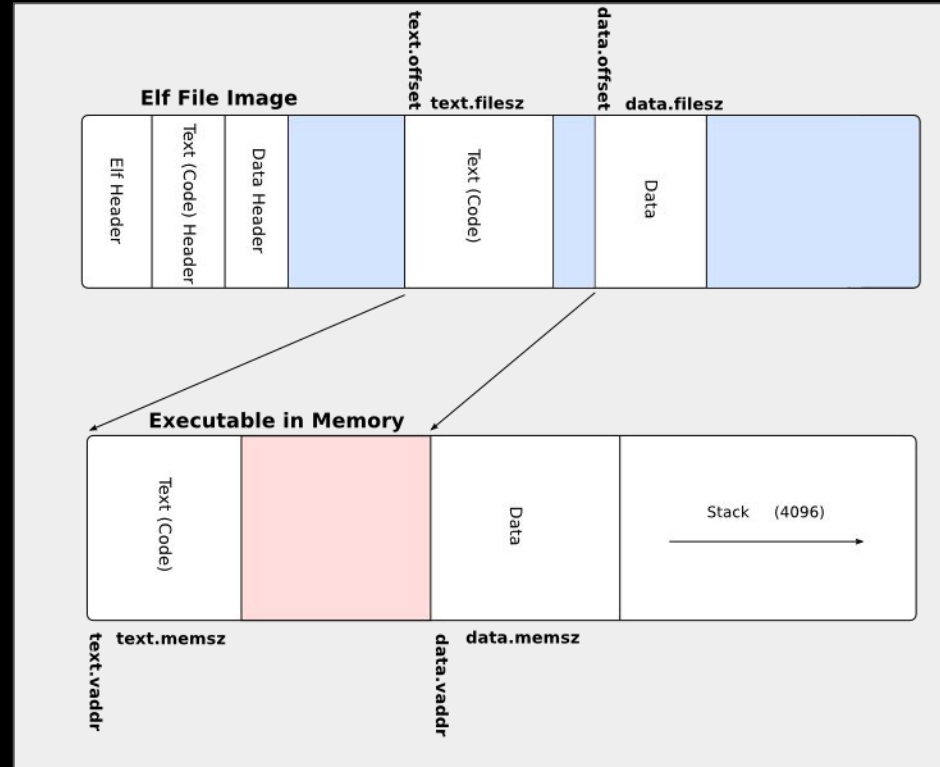 text.offset
data.offset
Elf File Image
text.filesz
data.filesz
Elf Header
Text (Code) Header
Data Header
Text (Code)
Data
Executable in Memory
Text (Code)
Data
Stack (4096)
text.vaddr
text.memsz
data.vaddr
data.memsz